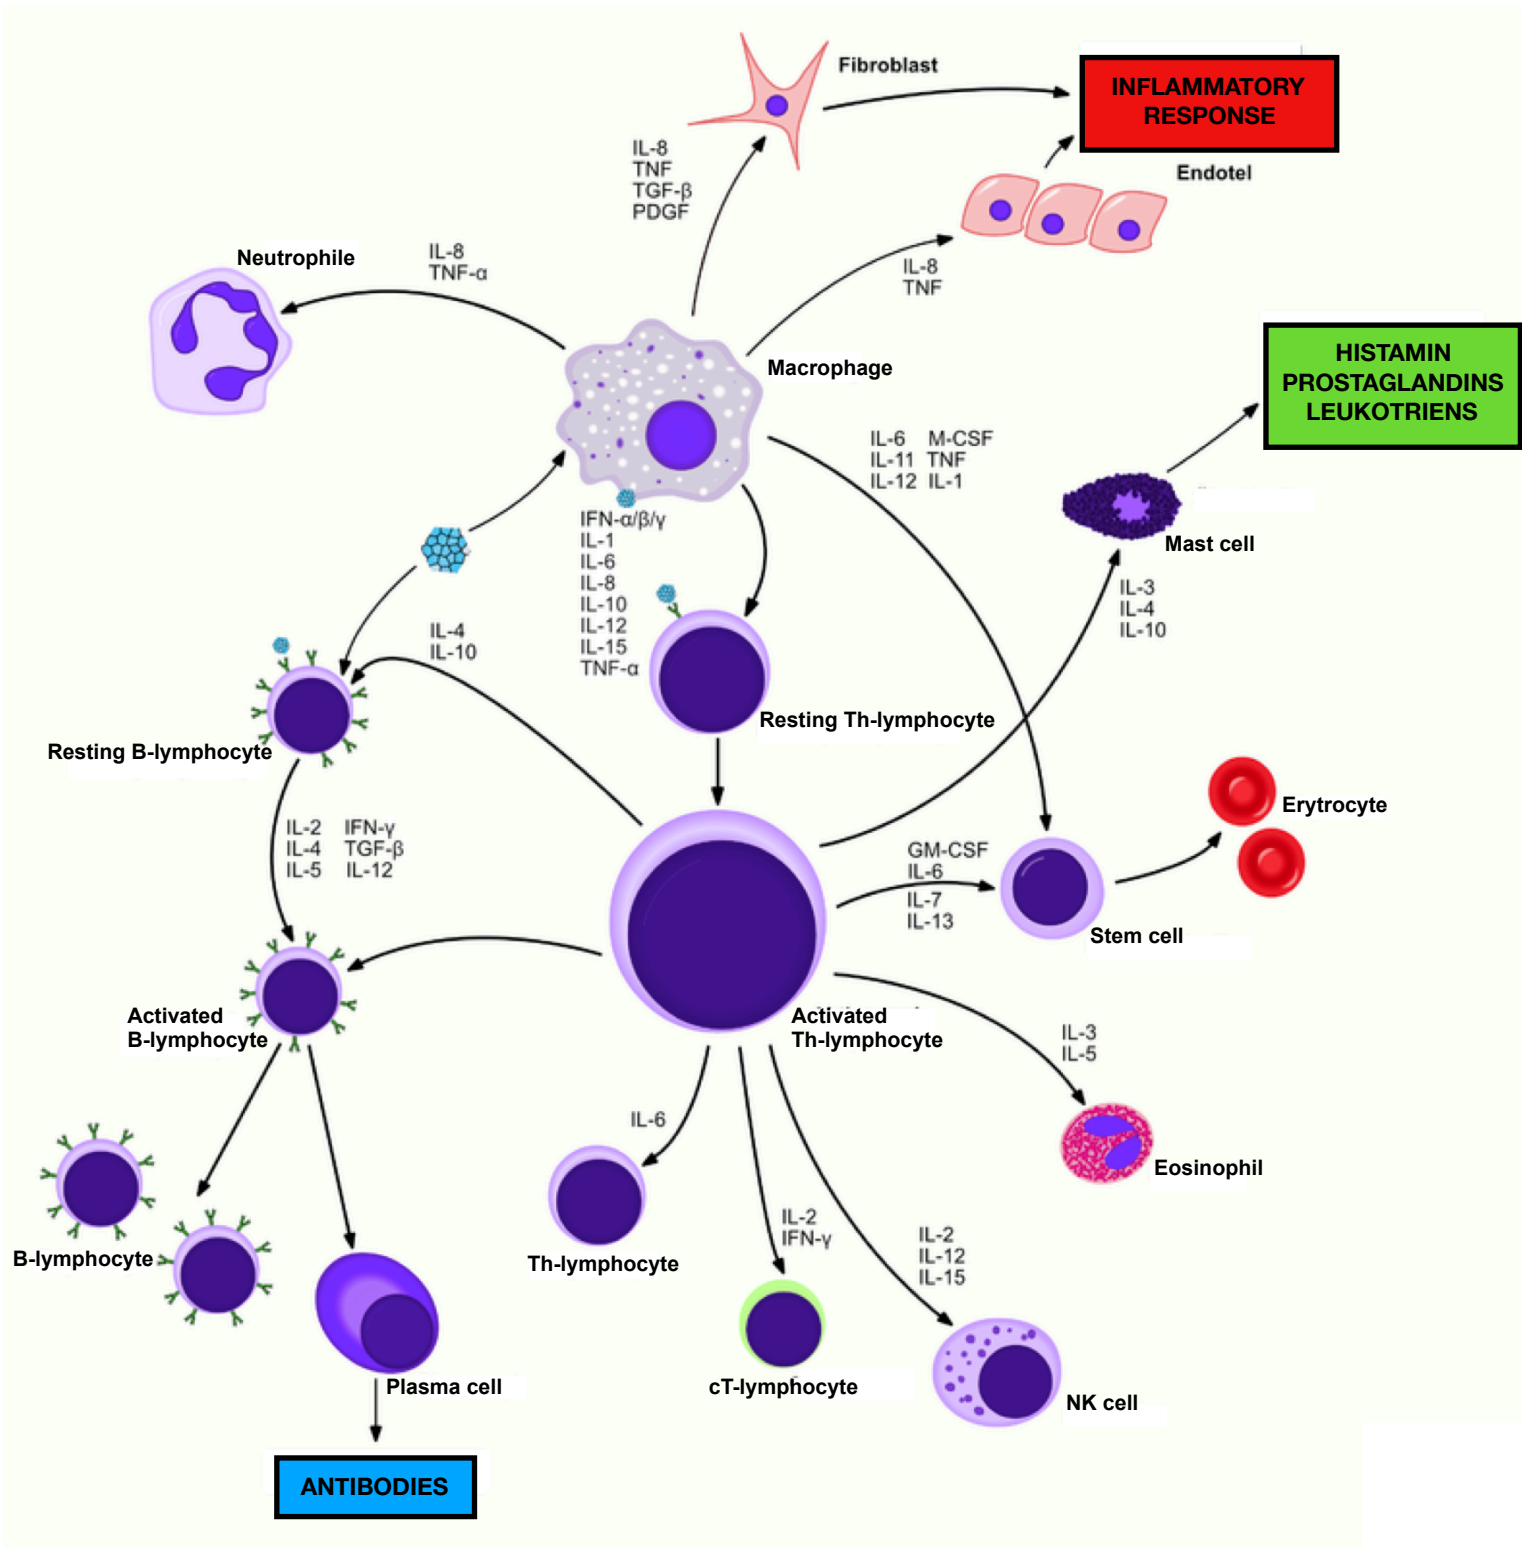 Fibroblast
INFLAMMATORY
RESPONSE
IL-8
TNF
TGF-β
PDGF
Endotel
Neutrophile
IL-8
TNF-α
IL-8
TNF
Macrophage
HISTAMIN
PROSTAGLANDINS
LEUKOTRIENS
IL-6 M-CSF
IL-11 TNF
IL-12 IL-1
Mast cell
IFN-α/β/γ
IL-1
IL-6
IL-8
IL-10
IL-12
IL-15
TNF-α
IL-3
IL-4
IL-10
IL-4
IL-10
Resting Th-lymphocyte
Resting B-lymphocyte
Erytrocyte
IL-2 IFN-γ
IL-4 TGF-β
IL-5 IL-12
GM-CSF
IL-6
IL-7
IL-13
Stem cell
Activated
B-lymphocyte
Activated
Th-lymphocyte
IL-3
IL-5
IL-6
Eosinophil
IL-2
IFN-γ
IL-2
IL-12
IL-15
B-lymphocyte
Th-lymphocyte
Plasma cell
cT-lymphocyte
NK cell
ANTIBODIES